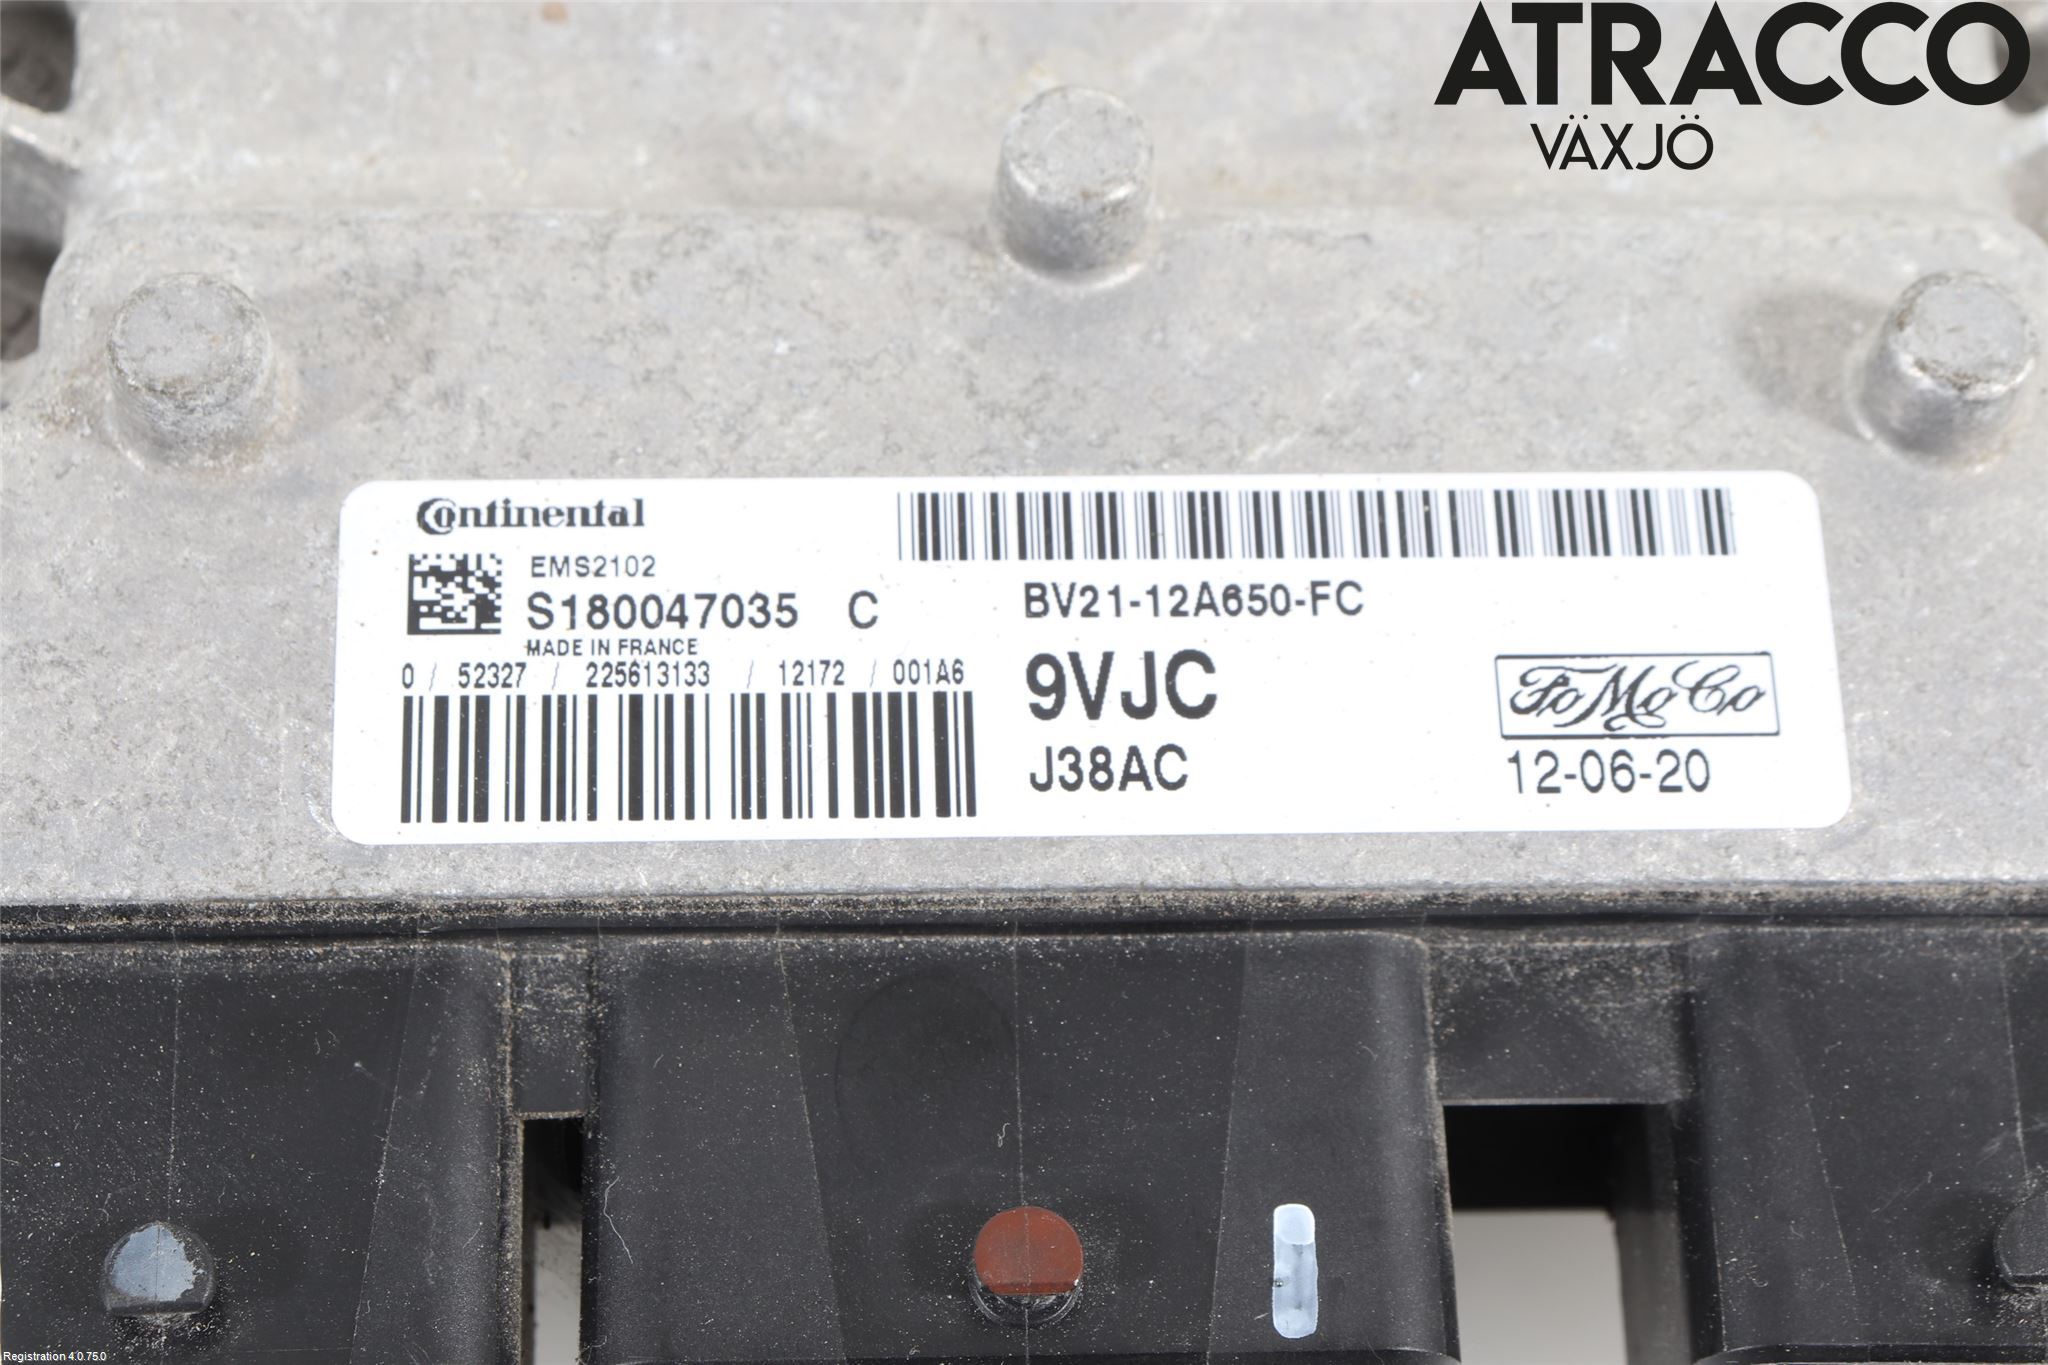 ATRACCO
VÄXJÖ
Continental
EMS2102
S180047035 C
MADE IN FRANCE
0 / 52327 / 225613133 / 12172 / 001A6
BV21-12A650-FC
9VJC
J38AC
FoMoCo
12-06-20
Registration 4.0.75.0